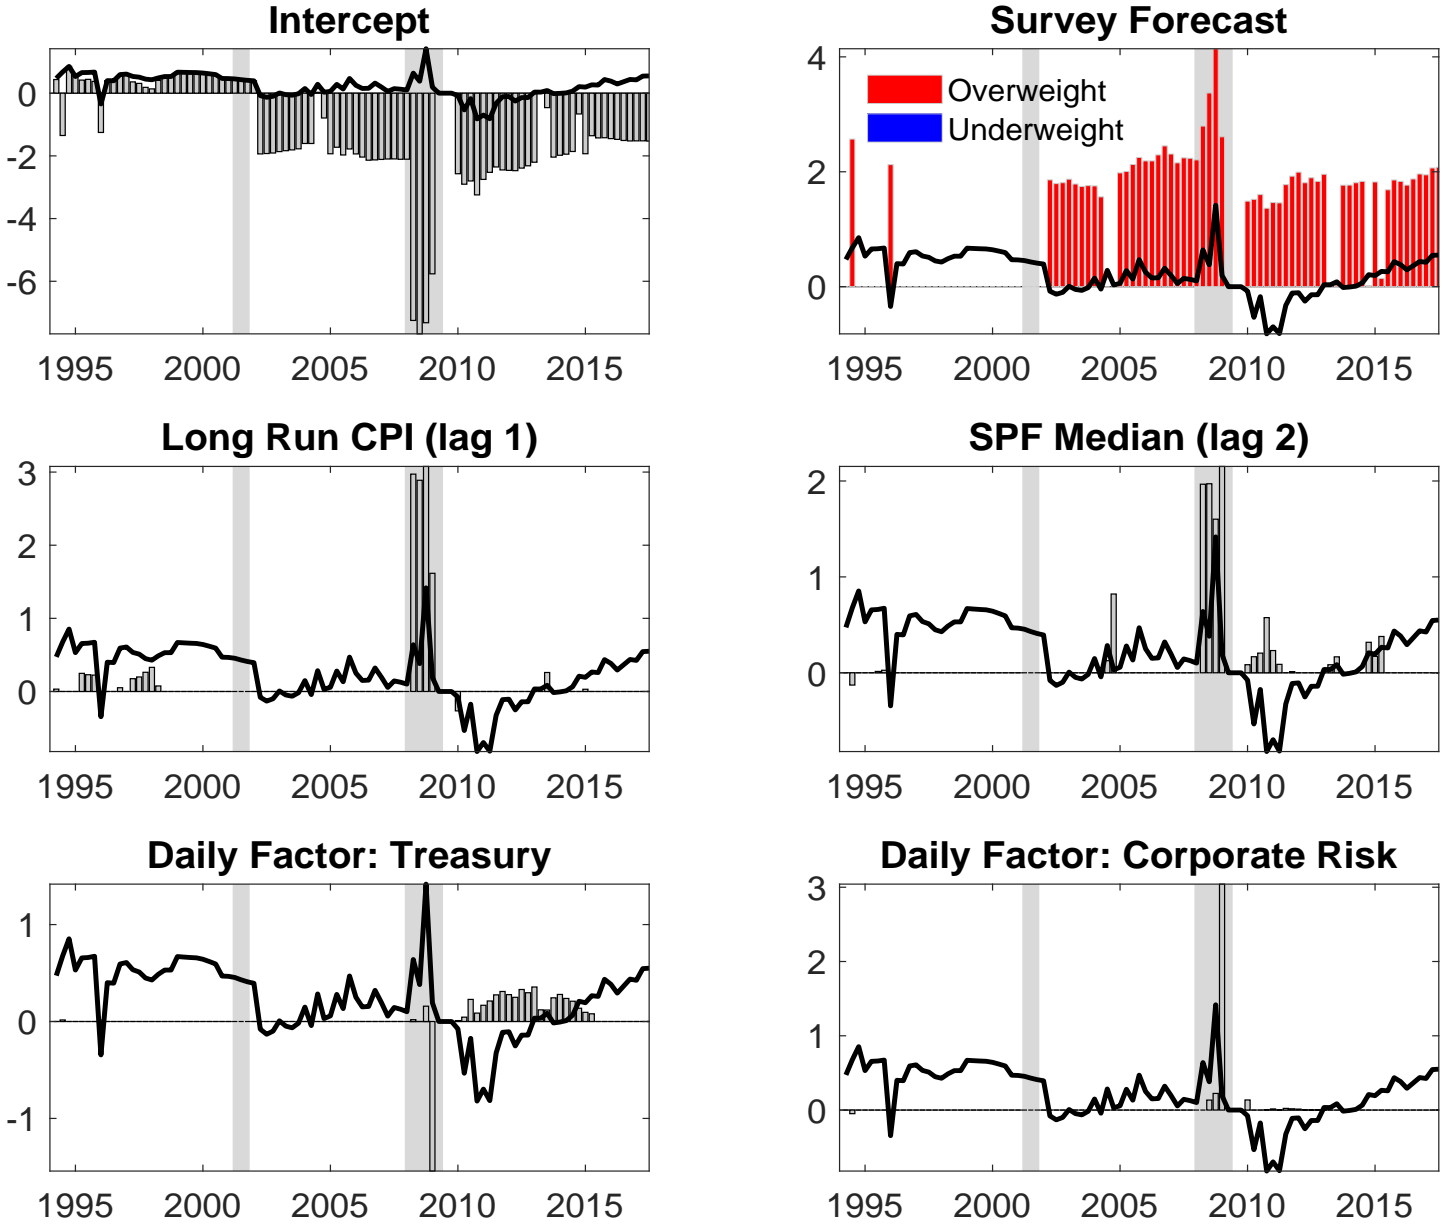 Intercept
0
-2
-4
-6
1995 2000 2005 2010 2015
Survey Forecast
4
2
0
Overweight
Underweight
1995 2000 2005 2010 2015
Long Run CPI (lag 1)
3
2
1
0
1995 2000 2005 2010 2015
SPF Median (lag 2)
2
1
0
1995 2000 2005 2010 2015
Daily Factor: Treasury
1
0
-1
1995 2000 2005 2010 2015
Daily Factor: Corporate Risk
3
2
1
0
1995 2000 2005 2010 2015